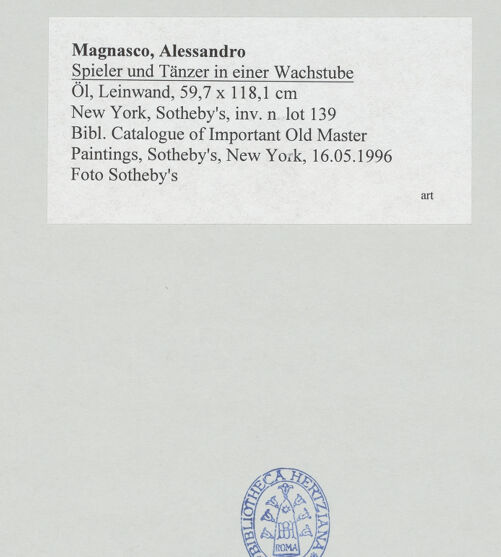 Magnasco, Alessandro
Spieler und Tänzer in einer Wachstube
Öl, Leinwand, 59,7 x 118,1 cm
New York, Sotheby's, inv. n lot 139
Bibl. Catalogue of Important Old Master
Paintings, Sotheby's, New York, 16.05.1996
Foto Sotheby's
art
BIBLIOTHECA HERTZIANA
ROMA